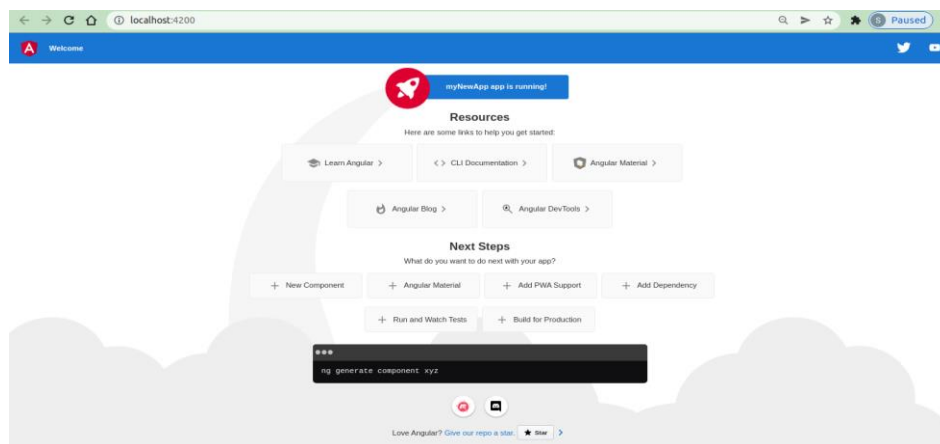 localhost:4200
S Paused
A Welcome
myNewApp app is running!
Resources
Here are some links to help you get started:
Learn Angular >
< > CLI Documentation >
Angular Material >
Angular Blog >
Angular DevTools >
Next Steps
What do you want to do next with your app?
+ New Component
+ Angular Material
+ Add PWA Support
+ Add Dependency
+ Run and Watch Tests
+ Build for Production
ng generate component xyz
Love Angular? Give our repo a star. ★ Star >